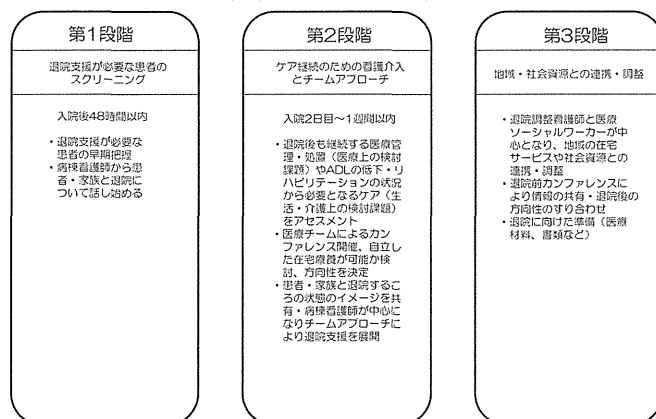 第1段階
退院支援が必要な患者の
スクリーニング
入院後48時間以内
・退院支援が必要な
患者の早期把握
・病棟看護師から患
者・家族と退院に
ついて話し始める
第2段階
ケア継続のための看護介入
とチームアプローチ
入院2日目～1週間以内
・退院後も継続する医療管
理・処置（医療上の検討
課題）やADLの低下・リ
ハビリテーションの状況
から必要となるケア（生
活・介護上の検討課題）
をアセスメント
・医療チームによるカン
ファレンス開催、自立し
た在宅療養が可能か検
討、方向性を決定
・患者・家族と退院するこ
ろの状態のイメージを共
有・病棟看護師が中心に
なりチームアプローチに
より退院支援を展開
第3段階
地域・社会資源との連携・調整
・退院調整看護師と医療
ソーシャルワーカーが中
心となり、地域の在宅
サービスや社会資源との
連携・調整
・退院前カンファレンスに
より情報の共有・退院後の
方向性のすり合わせ
・退院に向けた準備（医療
材料、書類など）